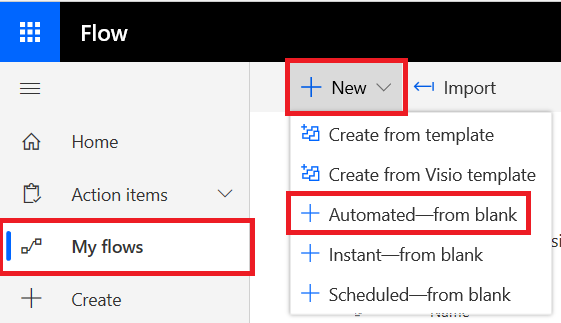 Flow
New
Import
Home
Action items
My flows
Create
Create from template
Create from Visio template
Automated—from blank
Instant—from blank
Scheduled—from blank
Name